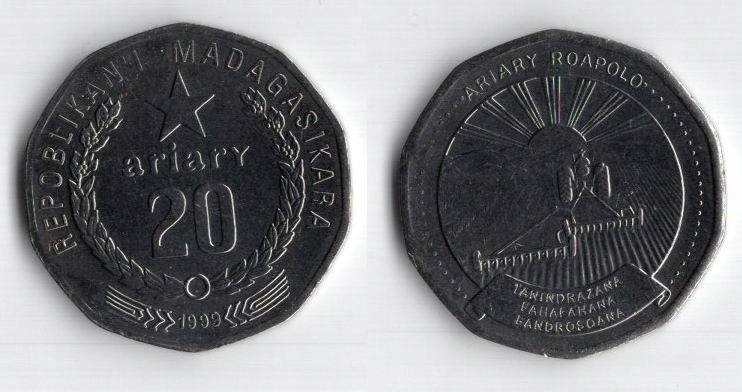 REPOBLIKAN'I MADAGASIKARA
ariary
20
1999
ARIARY ROAPOLO
TANINDRAZANA
FAHAFAHANA
FANDROSOANA